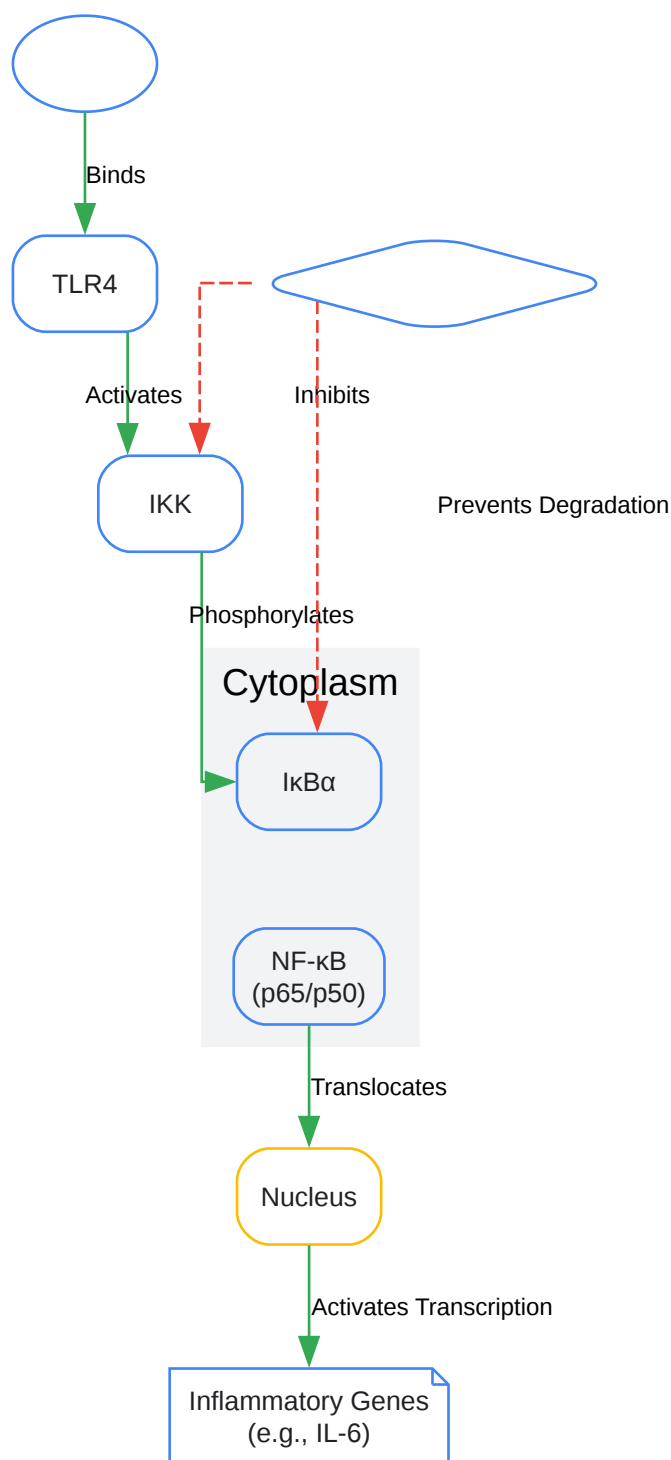 Binds
TLR4
Activates
Inhibits
IKK
Prevents Degradation
Phosphorylates
Cytoplasm
IκBα
NF-κB
(p65/p50)
Translocates
Nucleus
Activates Transcription
Inflammatory Genes
(e.g., IL-6)